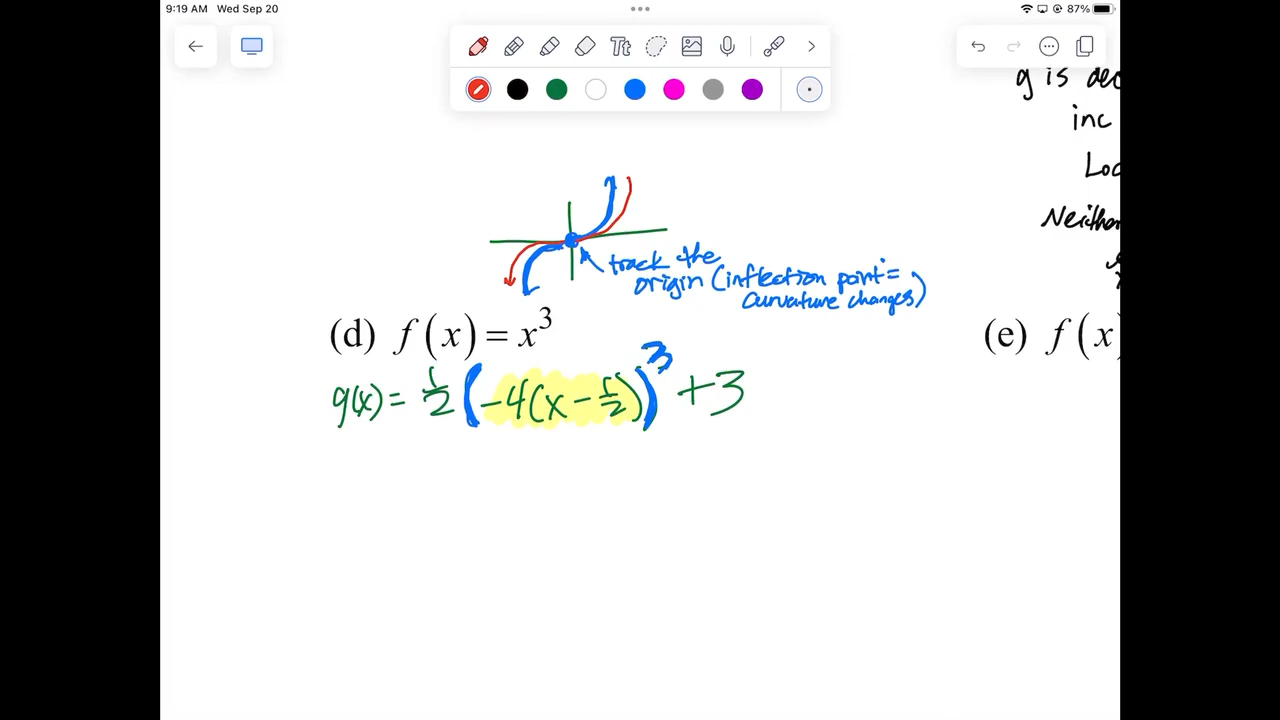 9:19 AM Wed Sep 20
87%
Tt
g is dec
inc
Loc
Neither
track the
origin (inflection point =
curvature changes)
(d) f(x) = x³
(e) f(x
g(x) = 1/2 (-4(x - 1/2))³ + 3